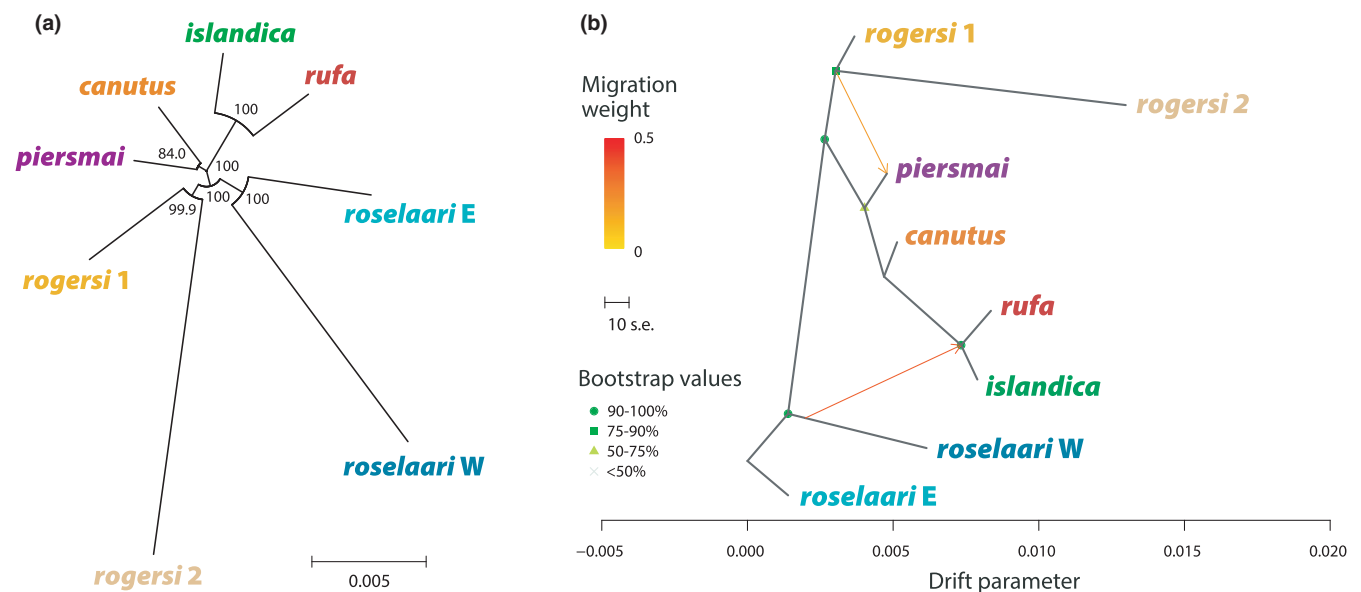 (a)
islandica
canutus
rufa
100
84.0
100
piersmai
100
100
99.9
roselaari E
rogersi 1
roselaari W
rogersi 2
0.005
(b)
rogersi 1
Migration
weight
rogersi 2
0.5
piersmai
canutus
0
rufa
10 s.e.
islandica
Bootstrap values
90-100%
75-90%
50-75%
<50%
roselaari W
roselaari E
−0.005 0.000 0.005 0.010 0.015 0.020
Drift parameter